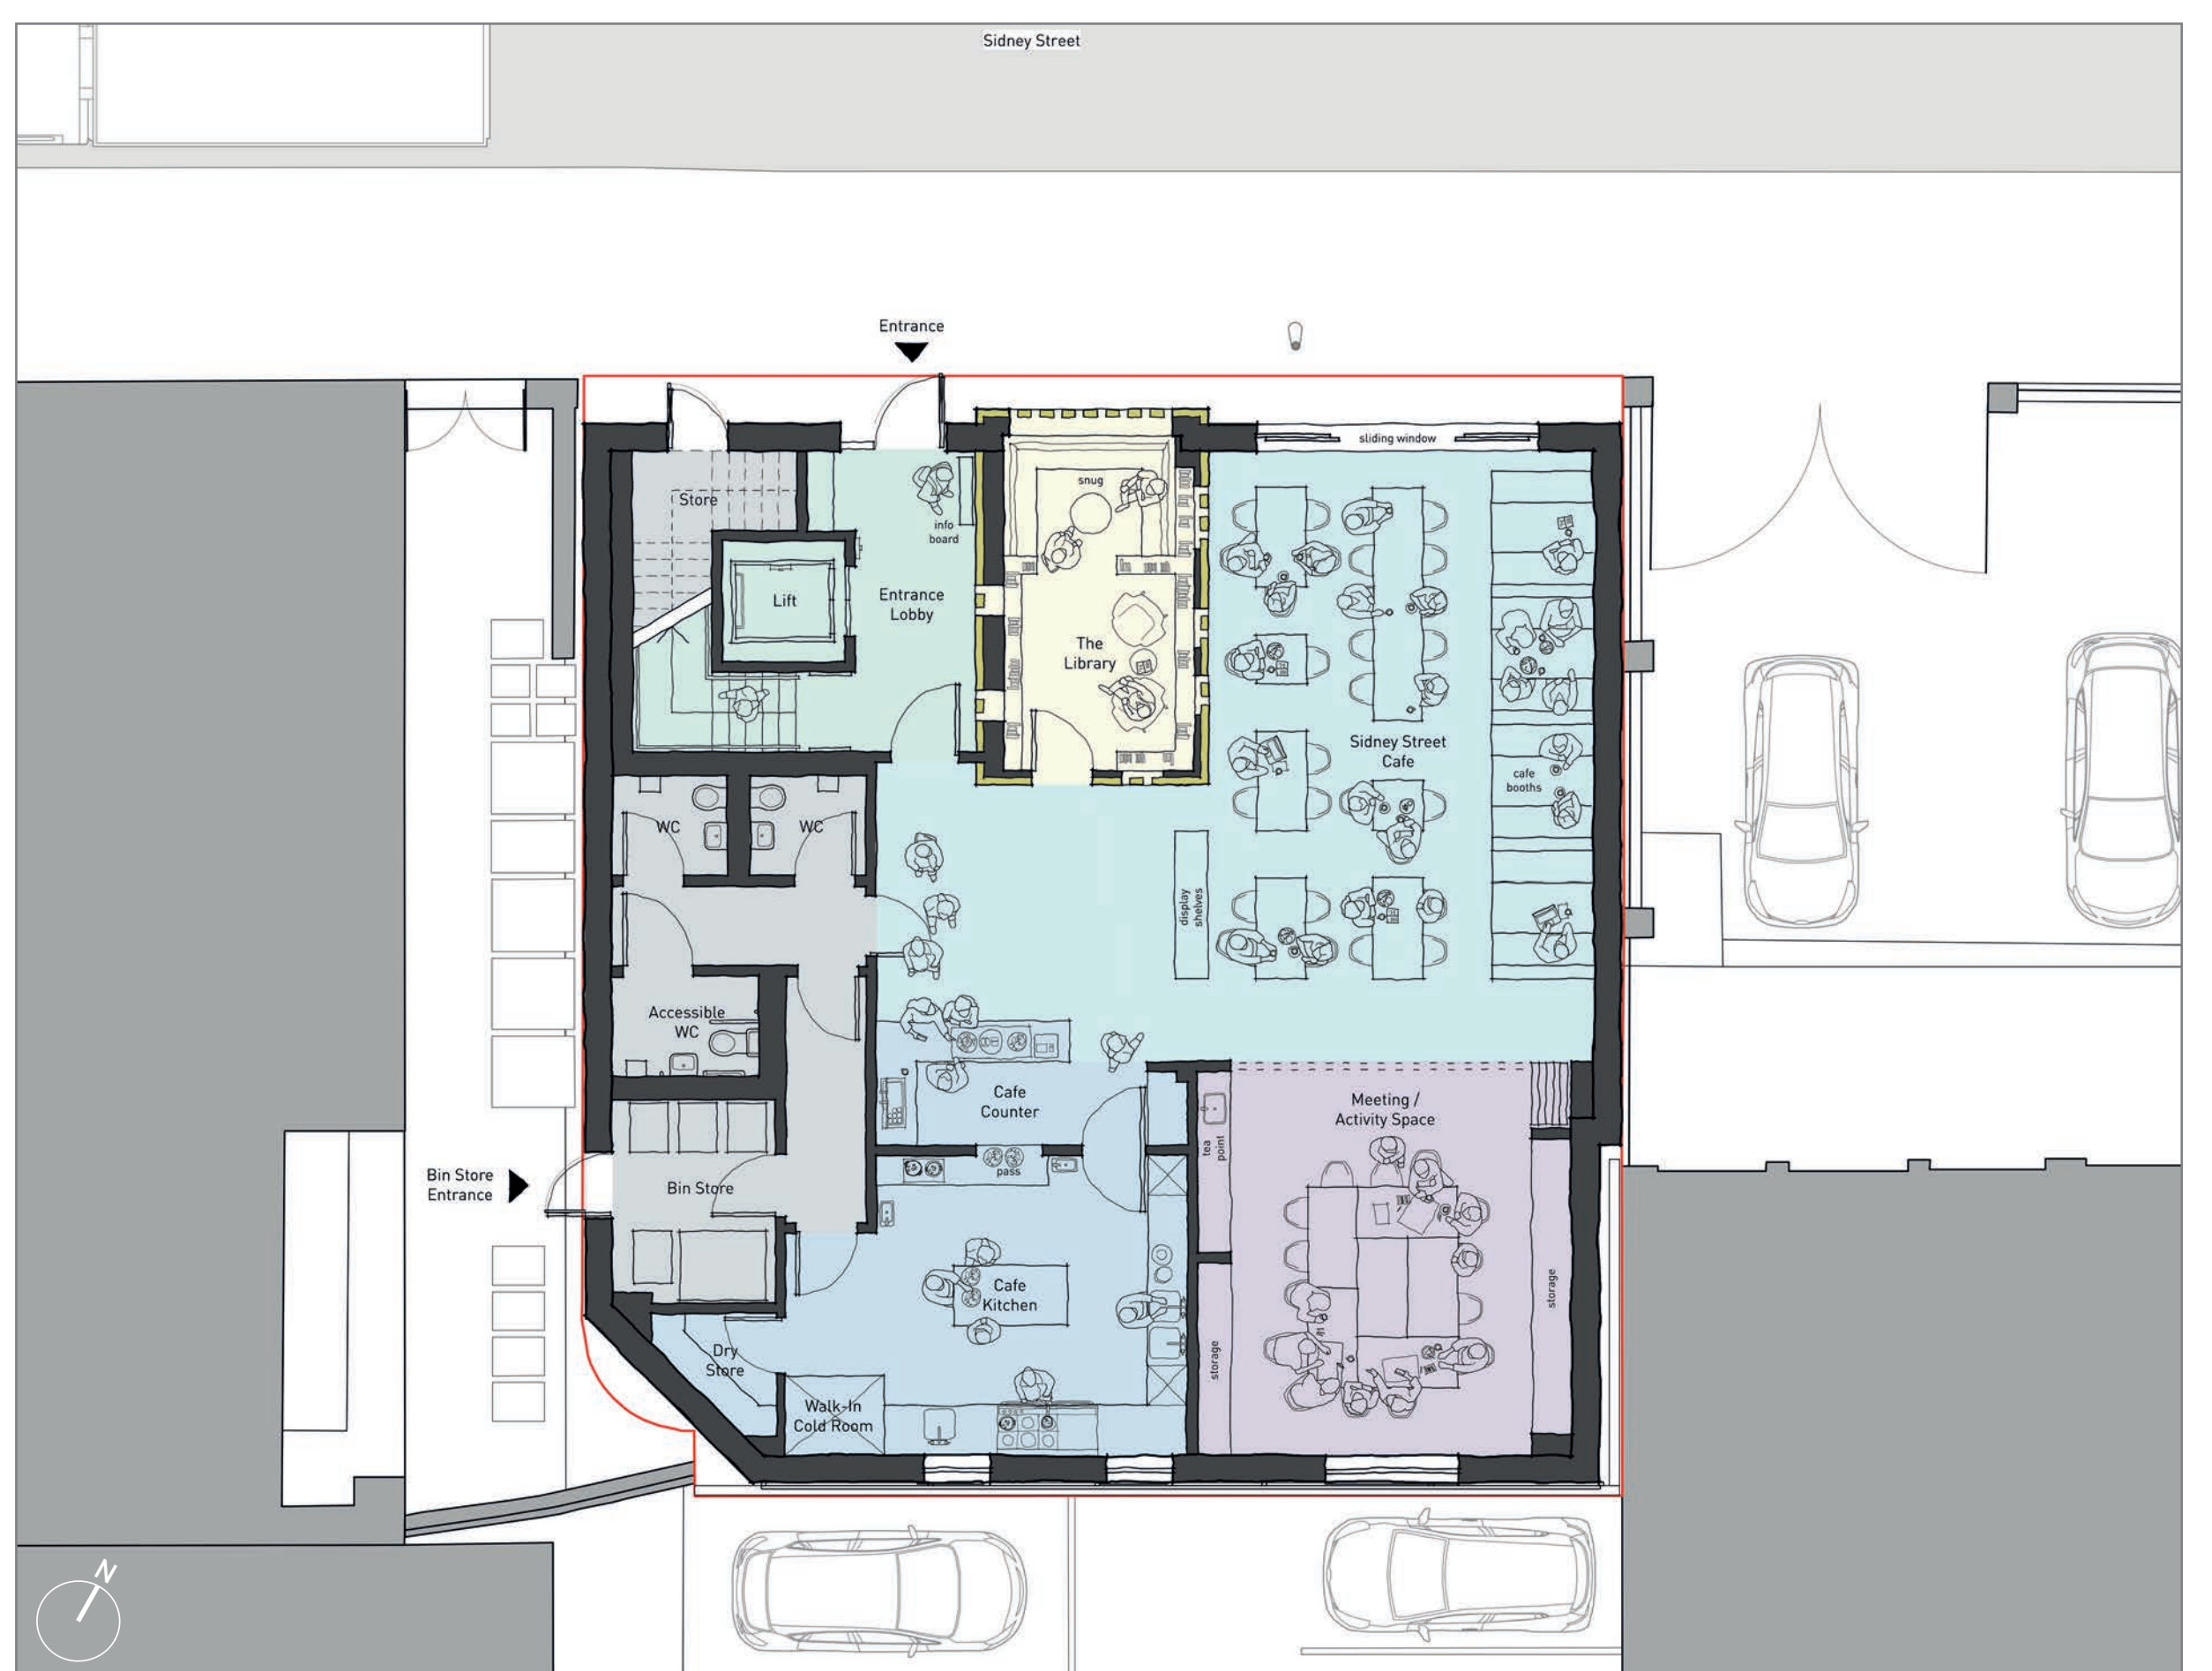 Sidney Street
Entrance
sliding window
Store
snug
info
board
Lift
Entrance
Lobby
The
Library
Sidney Street
Cafe
cafe
booths
WC
WC
display
shelves
Accessible
WC
Cafe
Counter
Meeting /
Activity Space
tea
point
pass
Bin Store
Entrance
Bin Store
Cafe
Kitchen
storage
storage
Dry
Store
Walk-In
Cold Room
N